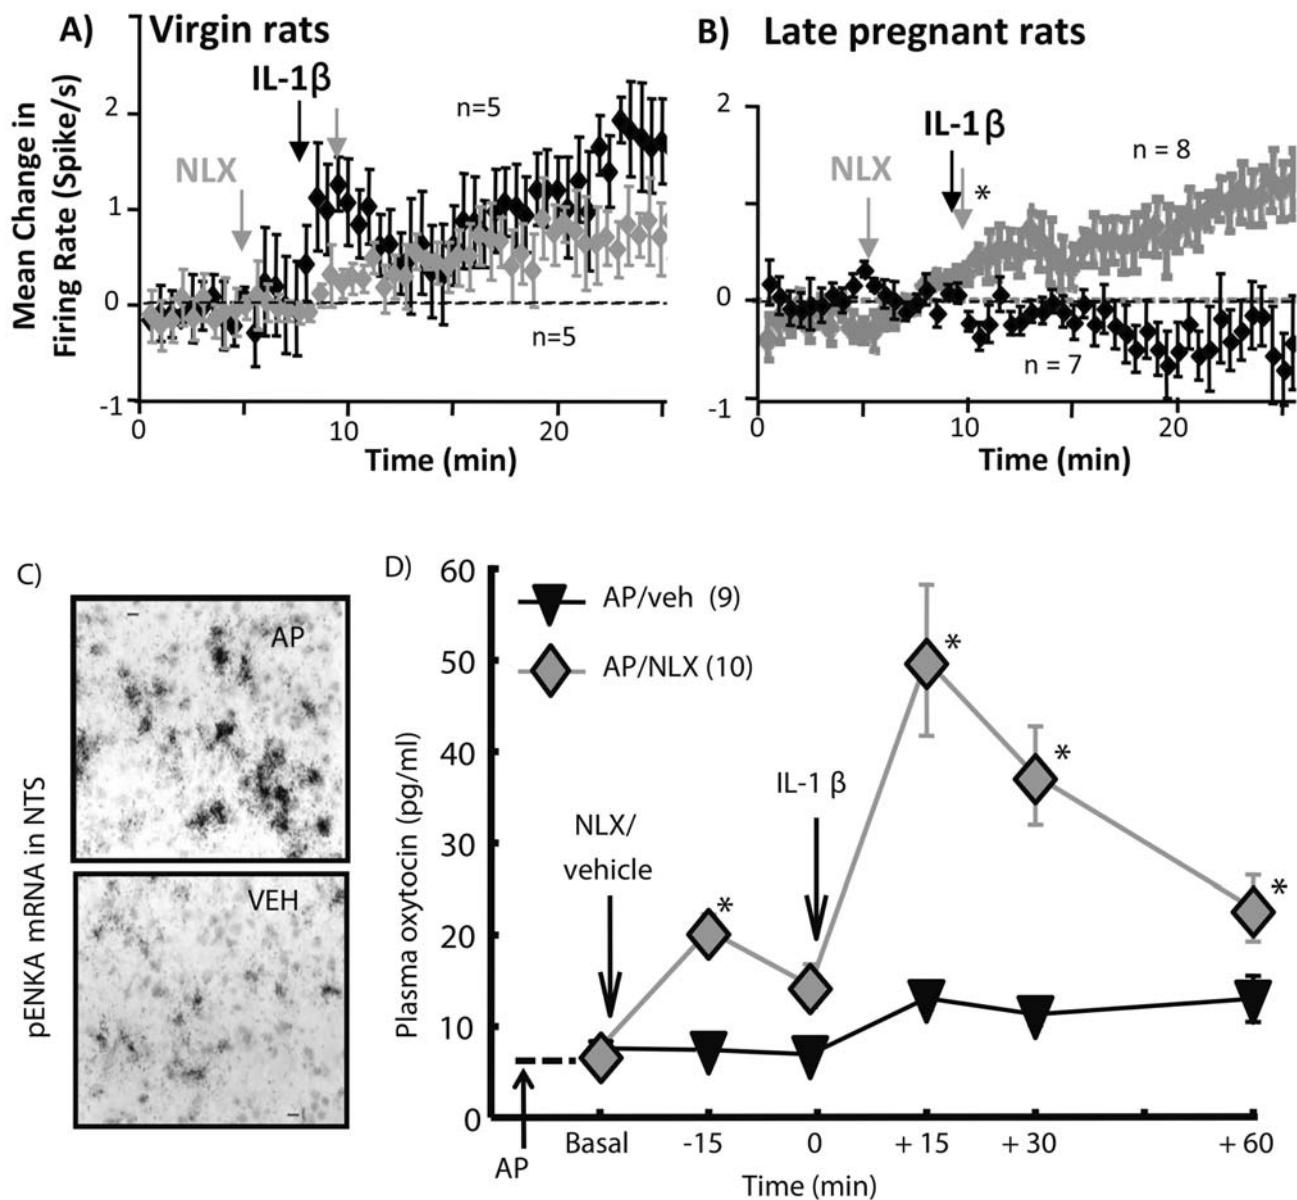 A) Virgin rats
Mean Change in
Firing Rate (Spike/s)
2
1
0
-1
IL-1β
NLX
n=5
n=5
0
10
20
Time (min)
B) Late pregnant rats
2
1
0
-1
IL-1β
NLX
*
n = 8
n = 7
0
10
20
Time (min)
C)
pENKA mRNA in NTS
AP
VEH
D)
Plasma oxytocin (pg/ml)
60
50
40
30
20
10
0
AP/veh (9)
AP/NLX (10)
NLX/
vehicle
IL-1 β
*
*
*
*
AP
Basal
-15
0
+ 15
+ 30
+ 60
Time (min)